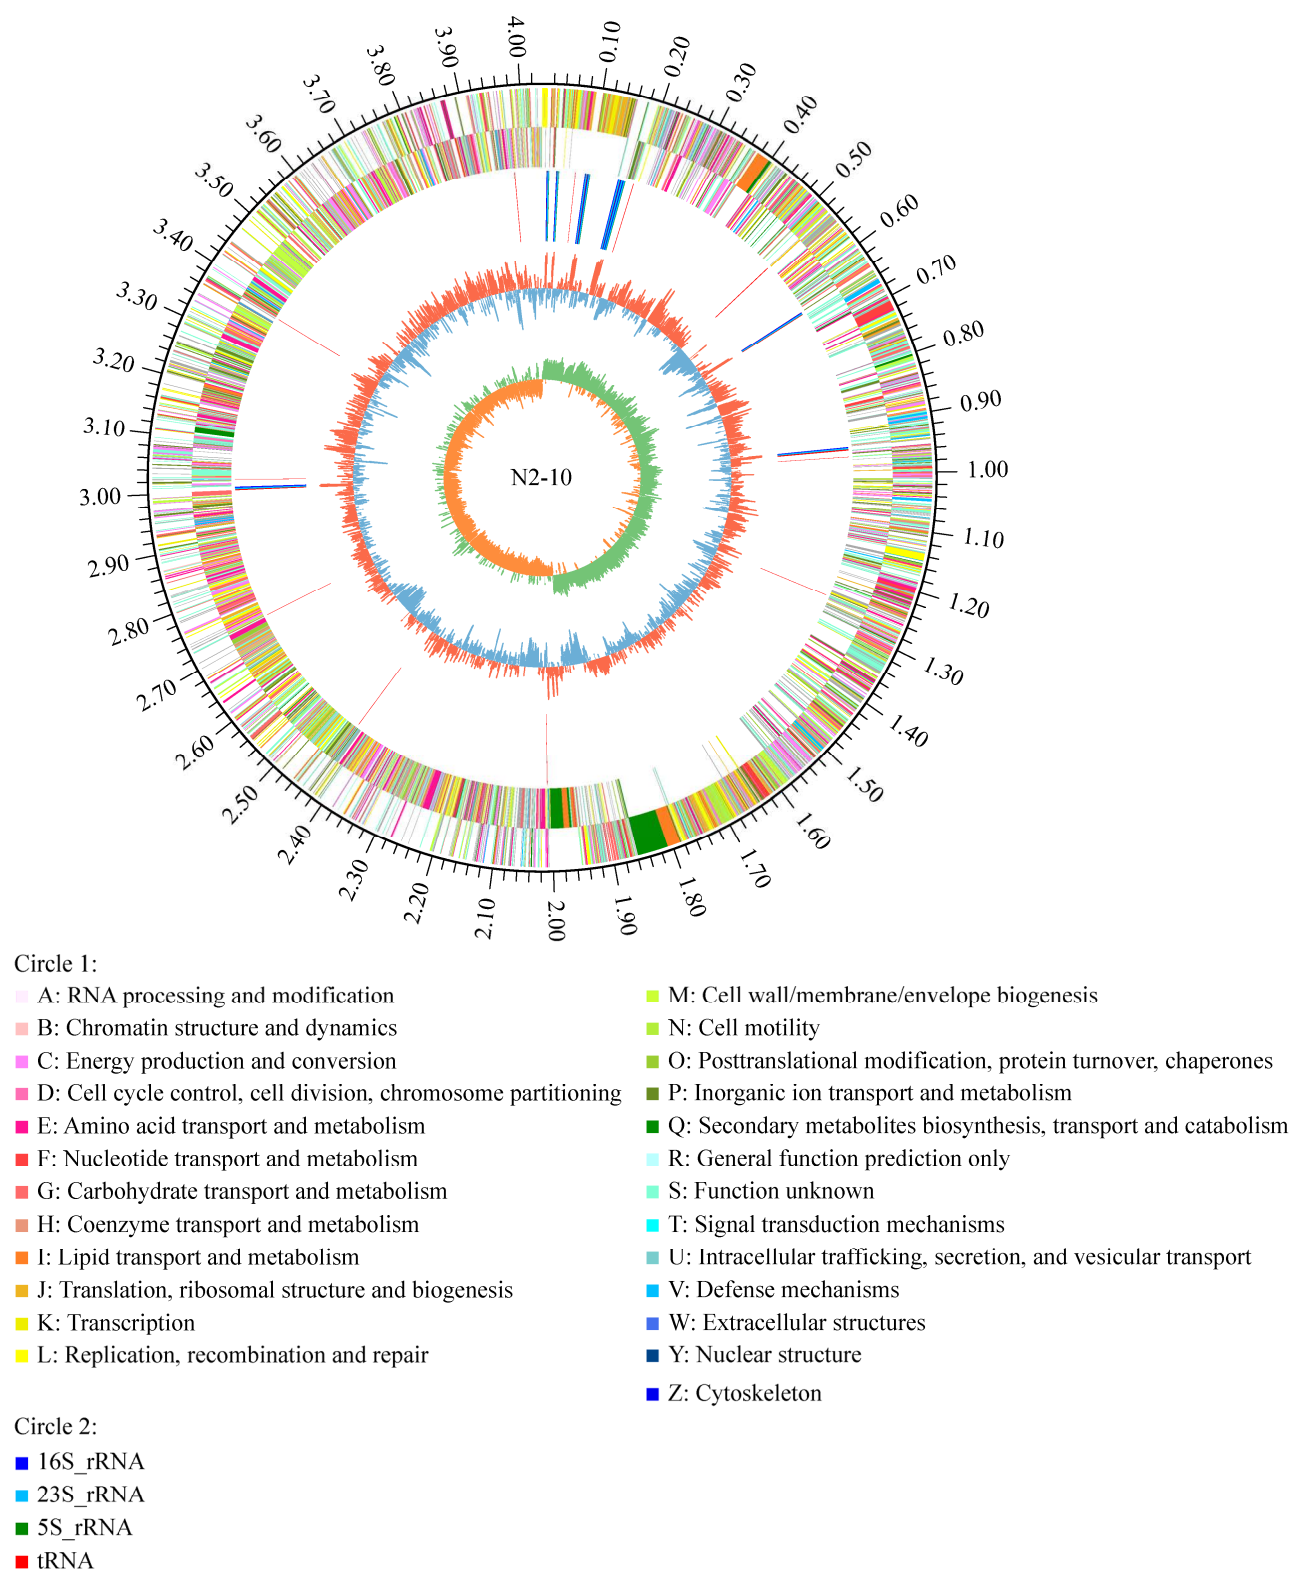 4.00
0.10
0.20
0.30
0.40
0.50
0.60
0.70
0.80
0.90
1.00
1.10
1.20
1.30
1.40
1.50
1.60
1.70
1.80
1.90
2.00
2.10
2.20
2.30
2.40
2.50
2.60
2.70
2.80
2.90
3.00
3.10
3.20
3.30
3.40
3.50
3.60
3.70
3.80
3.90
N2-10
Circle 1:
A: RNA processing and modification
B: Chromatin structure and dynamics
C: Energy production and conversion
D: Cell cycle control, cell division, chromosome partitioning
E: Amino acid transport and metabolism
F: Nucleotide transport and metabolism
G: Carbohydrate transport and metabolism
H: Coenzyme transport and metabolism
I: Lipid transport and metabolism
J: Translation, ribosomal structure and biogenesis
K: Transcription
L: Replication, recombination and repair
M: Cell wall/membrane/envelope biogenesis
N: Cell motility
O: Posttranslational modification, protein turnover, chaperones
P: Inorganic ion transport and metabolism
Q: Secondary metabolites biosynthesis, transport and catabolism
R: General function prediction only
S: Function unknown
T: Signal transduction mechanisms
U: Intracellular trafficking, secretion, and vesicular transport
V: Defense mechanisms
W: Extracellular structures
Y: Nuclear structure
Z: Cytoskeleton
Circle 2:
16S_rRNA
23S_rRNA
5S_rRNA
tRNA